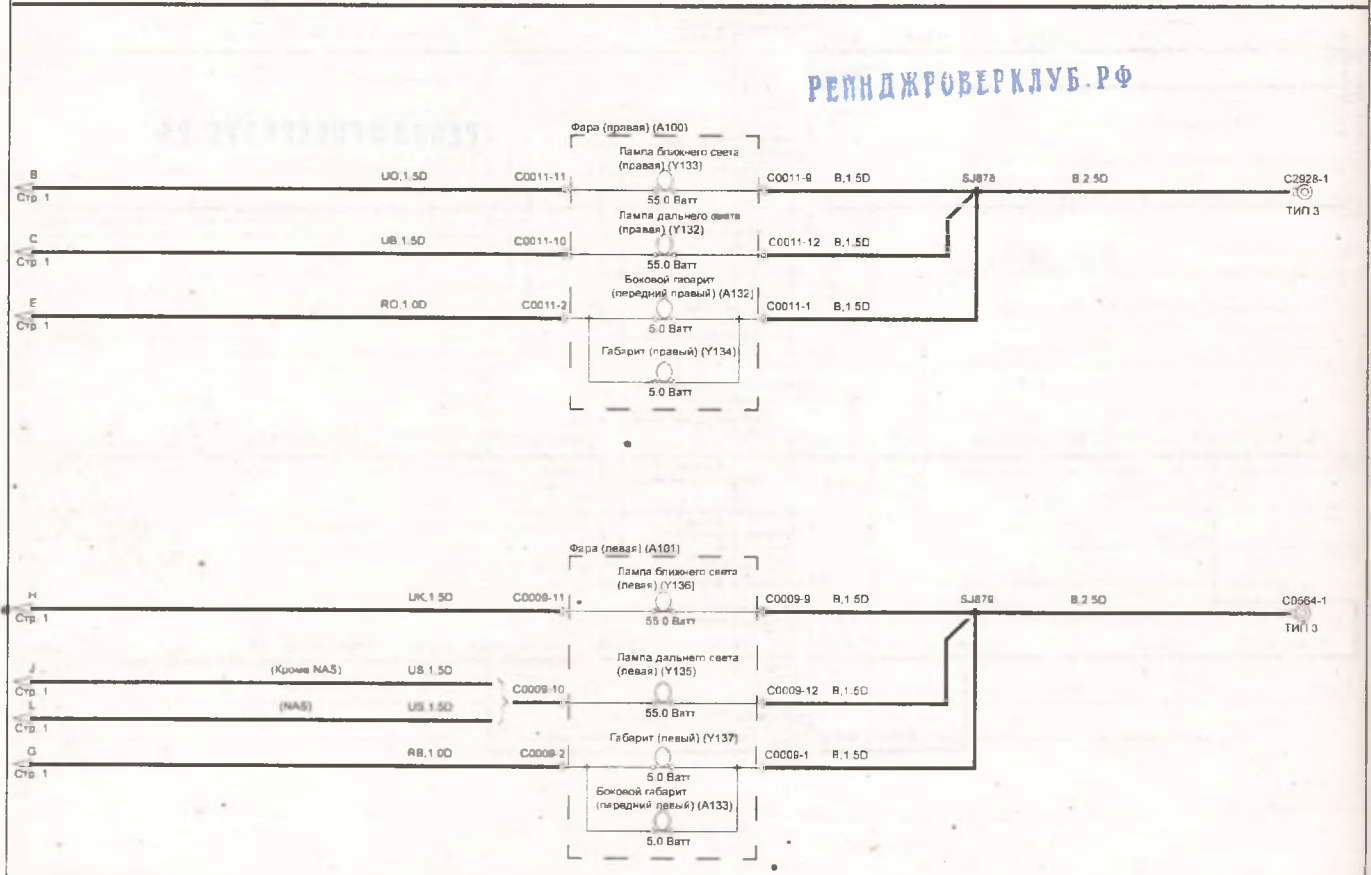 РЕЙНДЖРОВЕРКЛУБ.РФ
Фара (правая) (A100)
Лампа ближнего света
(правая) (Y133)
B
Стр. 1
UO,1.5D
C0011-11
55.0 Ватт
C0011-9 B,1.5D
SJ878
B,2.5D
C2928-1
ТИП 3
Лампа дальнего света
(правая) (Y132)
C
Стр. 1
UB,1.5D
C0011-10
55.0 Ватт
C0011-12 B,1.5D
Боковой габарит
(передний правый) (A132)
E
Стр. 1
RO,1.0D
C0011-2
5.0 Ватт
C0011-1 B,1.5D
Габарит (правый) (Y134)
5.0 Ватт
Фара (левая) (A101)
Лампа ближнего света
(левая) (Y136)
H
Стр. 1
UK,1.5D
C0009-11
55.0 Ватт
C0009-9 B,1.5D
SJ879
B,2.5D
C0564-1
ТИП 3
Лампа дальнего света
(левая) (Y135)
J
Стр. 1
(Кроме NAS)
US,1.5D
C0009-10
55.0 Ватт
C0009-12 B,1.5D
L
Стр. 1
(NAS)
US,1.5D
Габарит (левый) (Y137)
G
Стр. 1
RB,1.0D
C0009-2
5.0 Ватт
C0009-1 B,1.5D
Боковой габарит
(передний левый) (A133)
5.0 Ватт